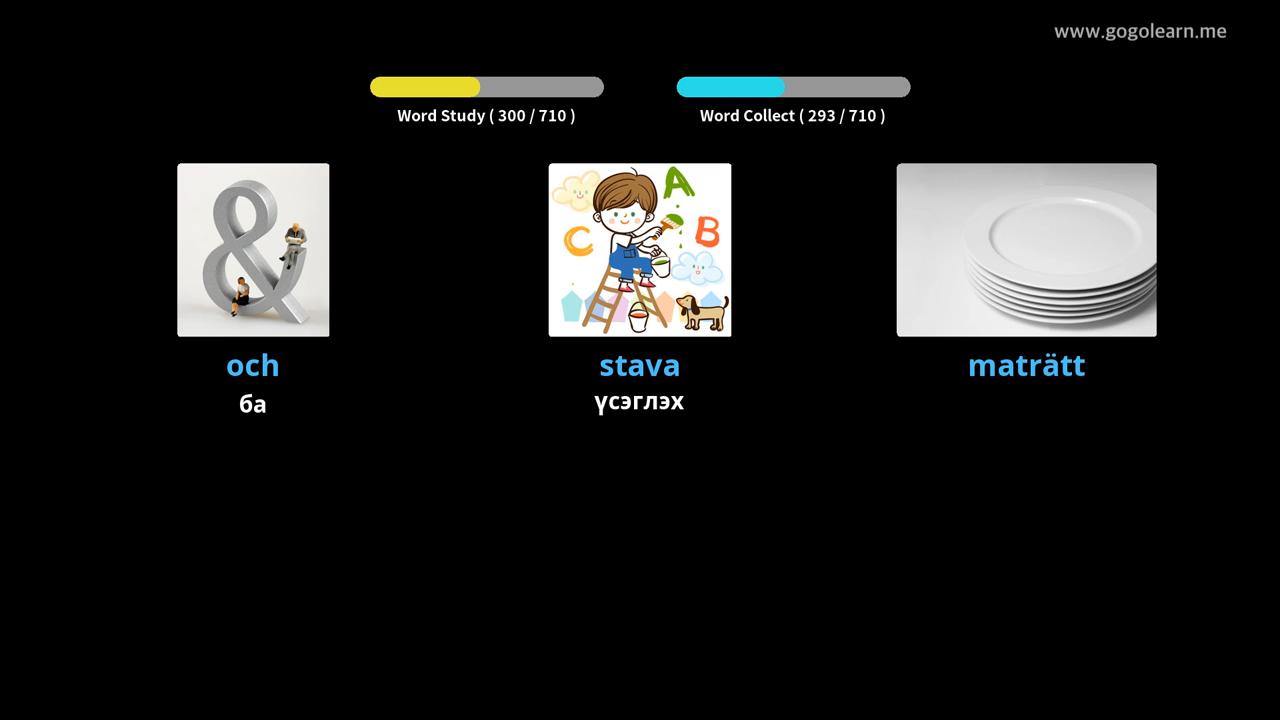 www.gogolearn.me
Word Study ( 300 / 710 )
Word Collect ( 293 / 710 )
&
A
B
C
och
stava
maträtt
ба
үсэглэх